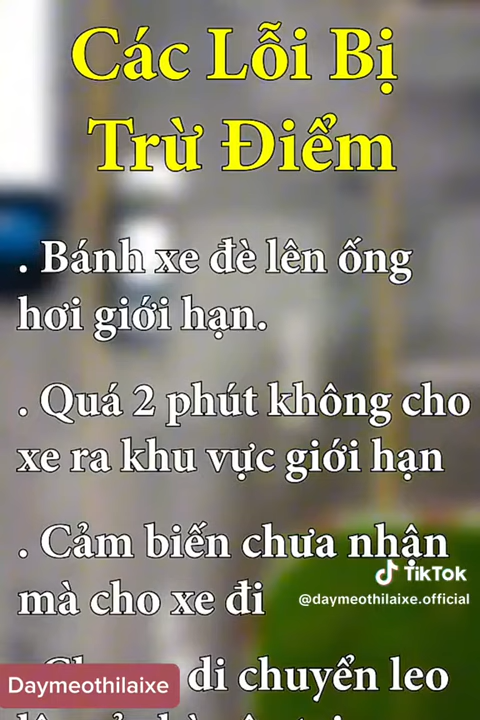 Các Lỗi Bị
Trừ Điểm
. Bánh xe đè lên ống
hơi giới hạn.
. Quá 2 phút không cho
xe ra khu vực giới hạn
. Cảm biến chưa nhận
mà cho xe đi
TikTok
@daymeothilaixe.official
di chuyển leo
Daymeothilaixe